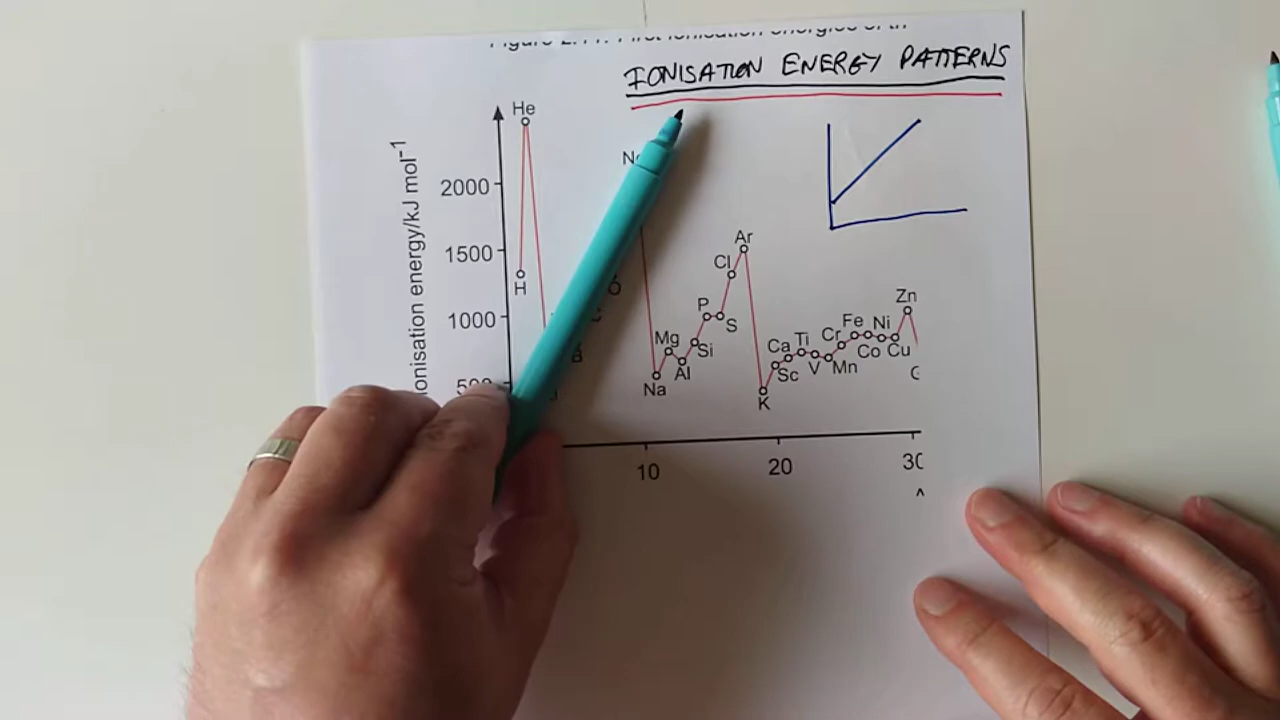 IONISATION ENERGY PATTERNS
He
2000
1500
1000
ionisation energy/kJ mol-1
H
B
Na
Mg
Al
Si
P
S
Cl
Ar
K
Ca
Sc
Ti
V
Cr
Mn
Fe
Co
Ni
Cu
Zn
10
20